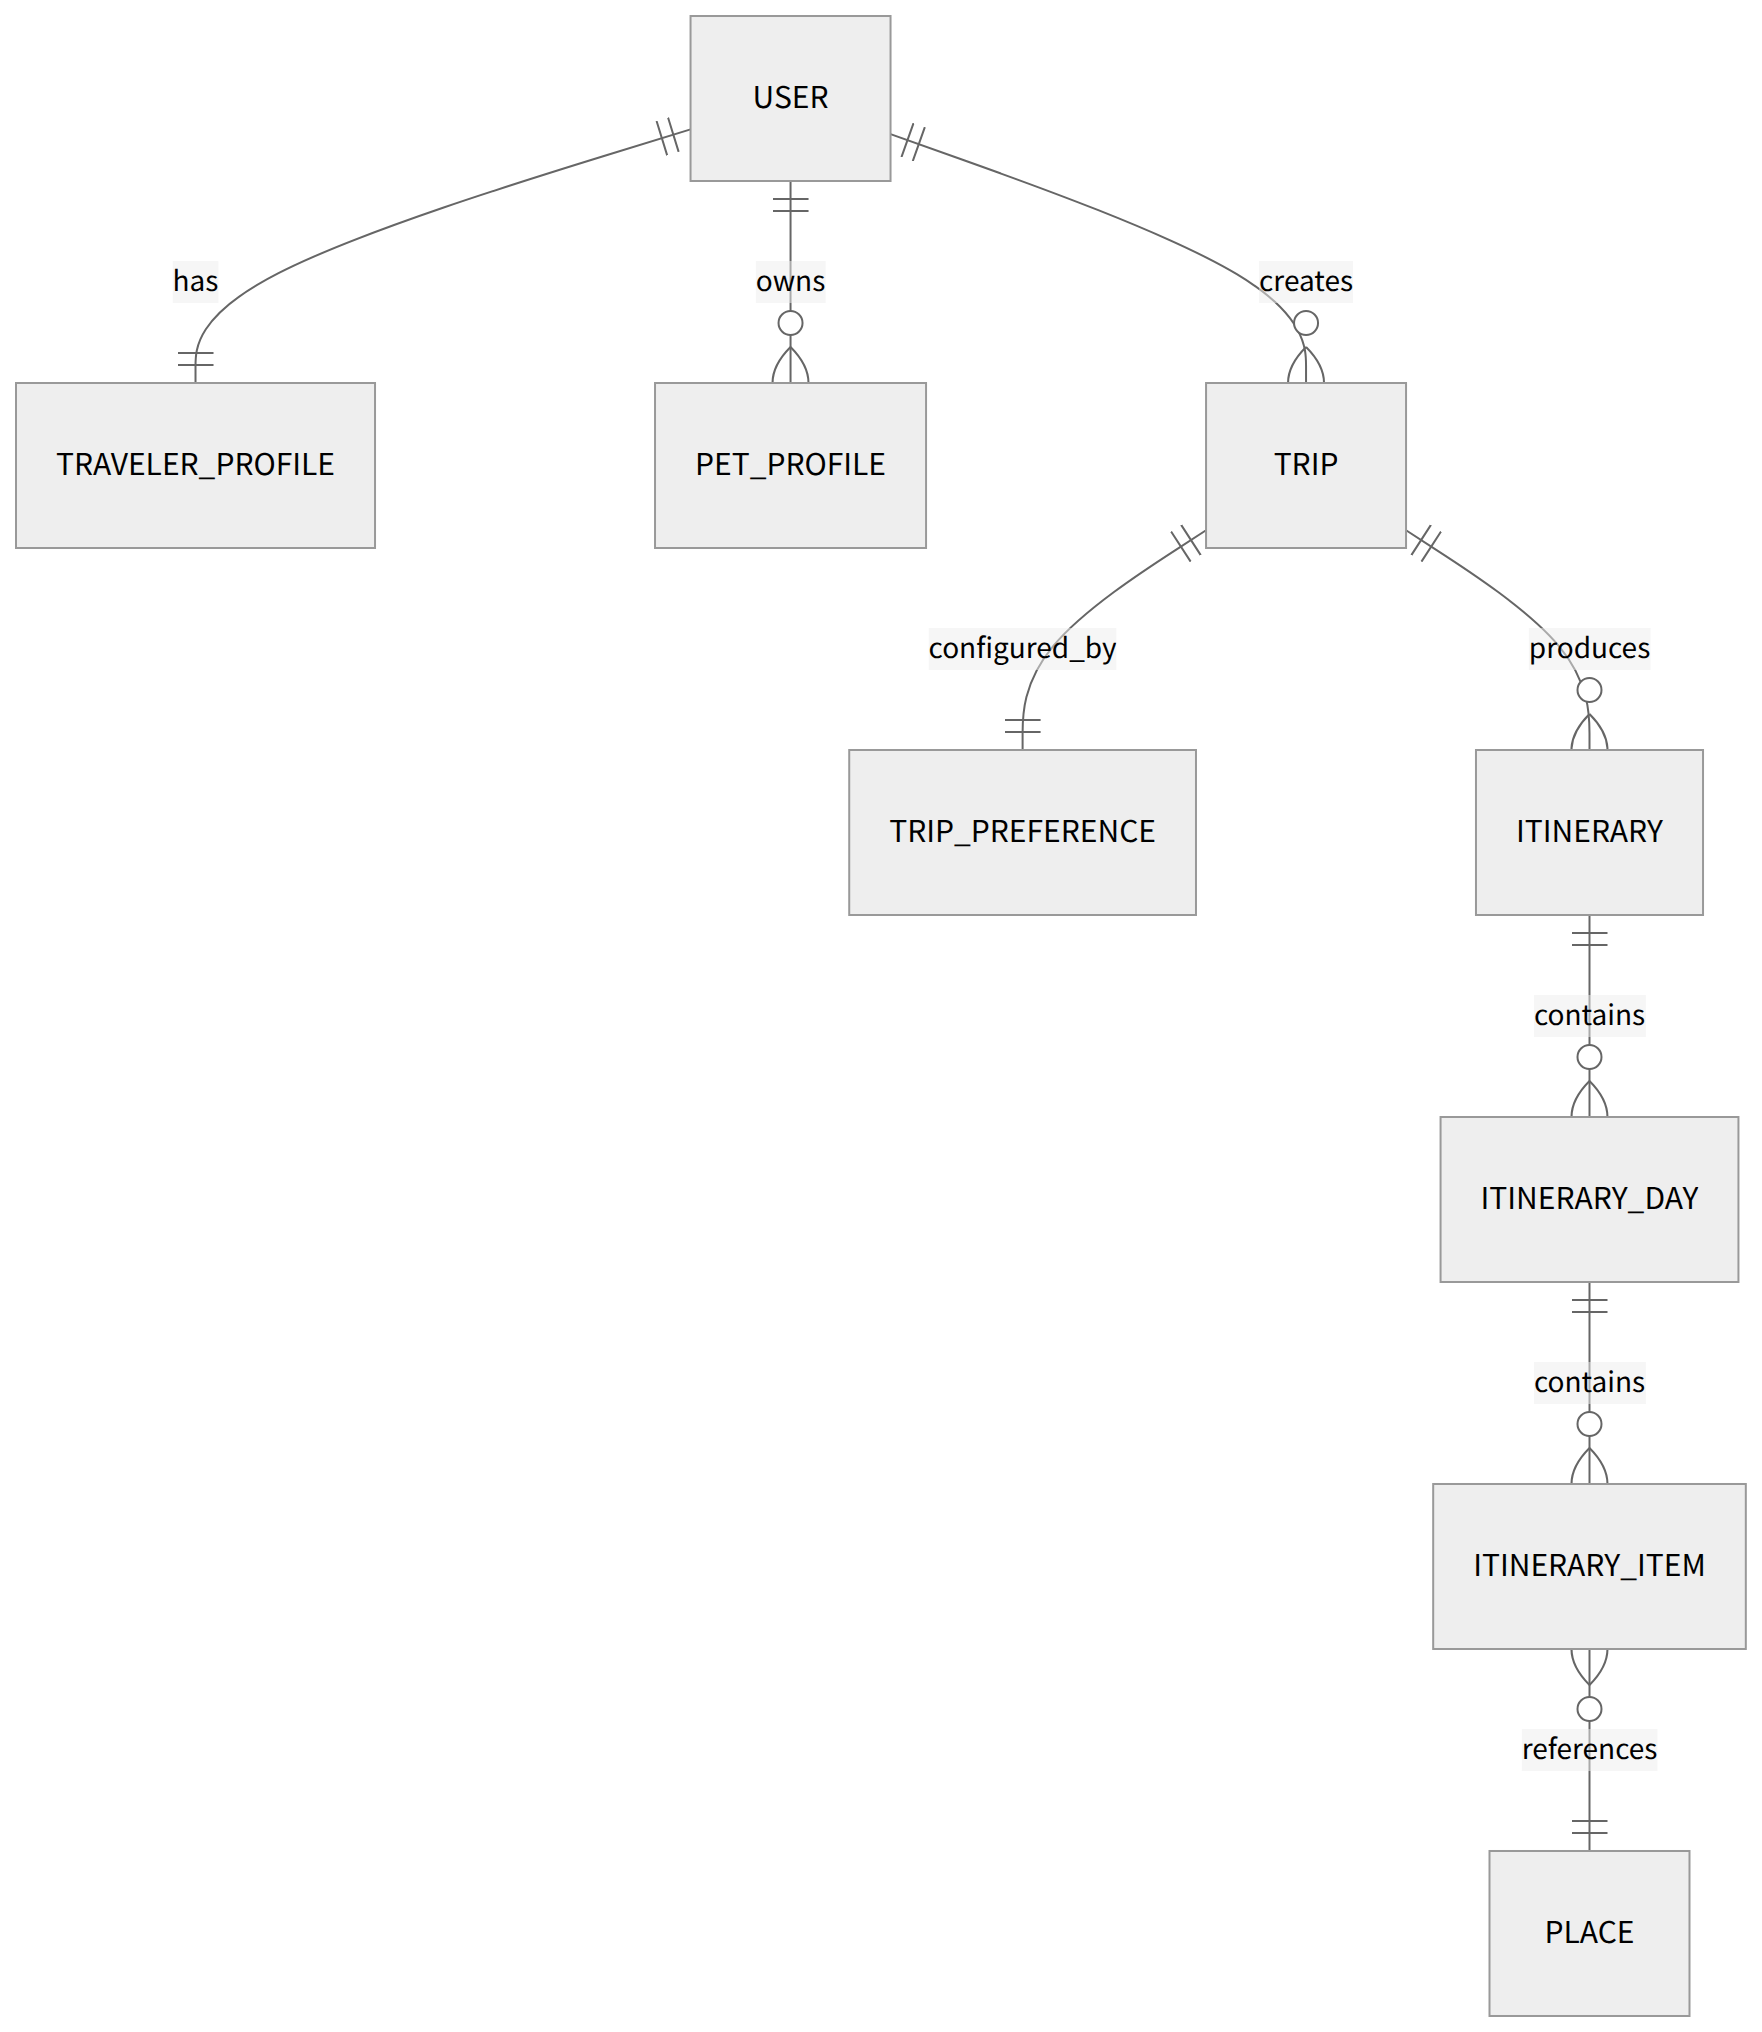 USER
has
owns
creates
TRAVELER_PROFILE
PET_PROFILE
TRIP
configured_by
produces
TRIP_PREFERENCE
ITINERARY
contains
ITINERARY_DAY
contains
ITINERARY_ITEM
references
PLACE